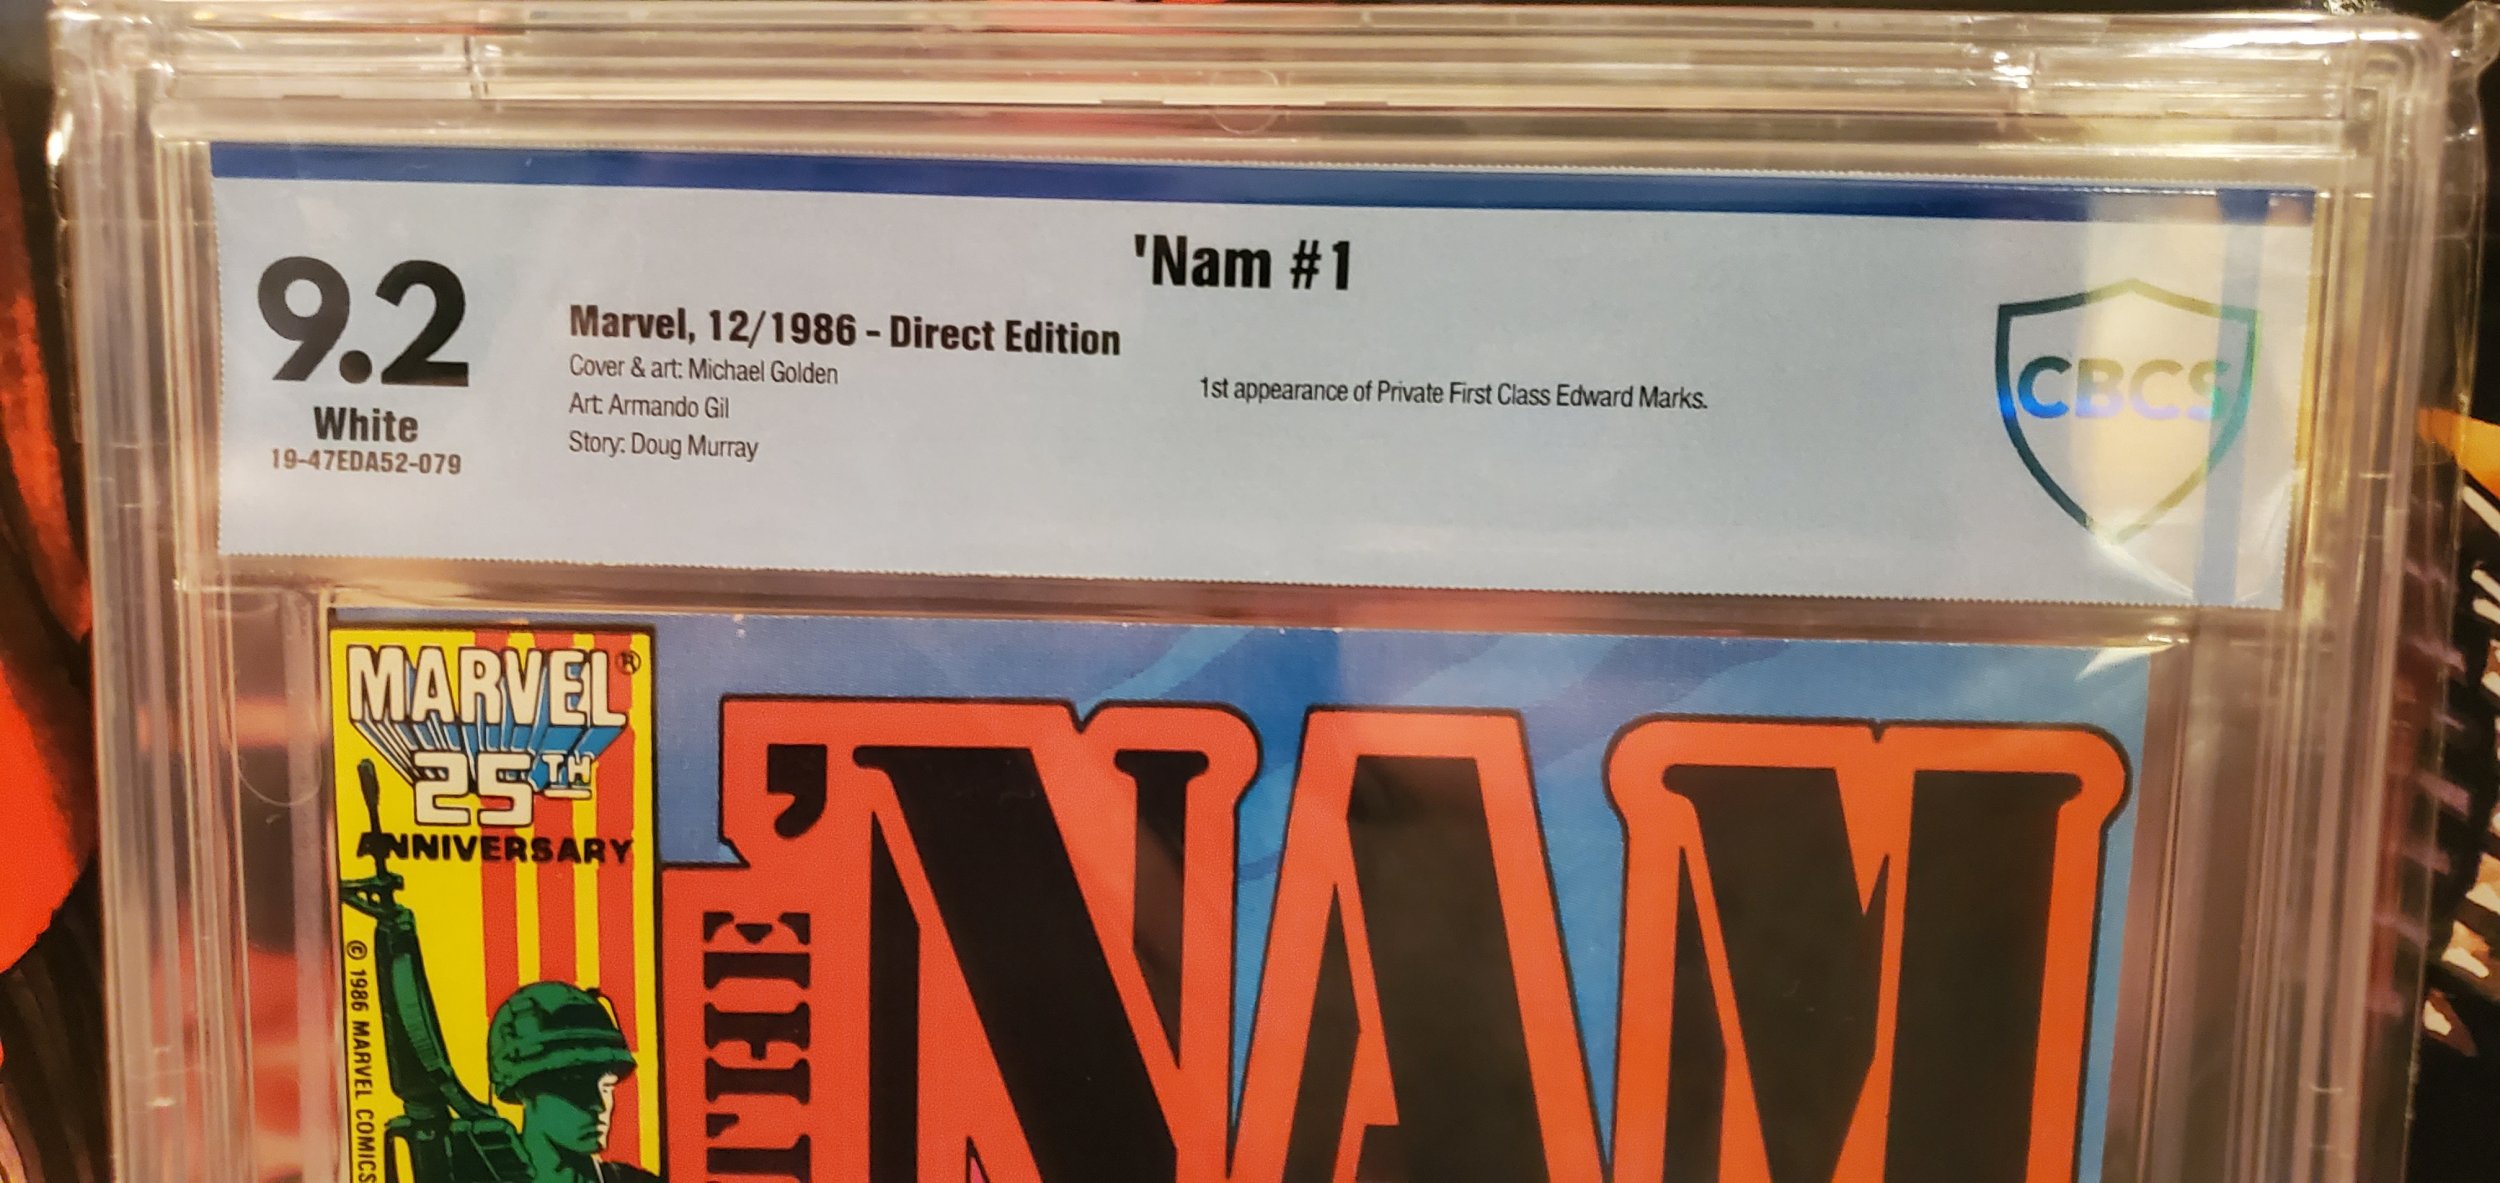 'Nam #1
9.2
White
19-47EDA52-079
Marvel, 12/1986 - Direct Edition
Cover & art: Michael Golden
Art: Armando Gil
Story: Doug Murray
1st appearance of Private First Class Edward Marks.
CBCS
MARVEL®
25TH
ANNIVERSARY
© 1986 MARVEL COMICS
THE
'NAM